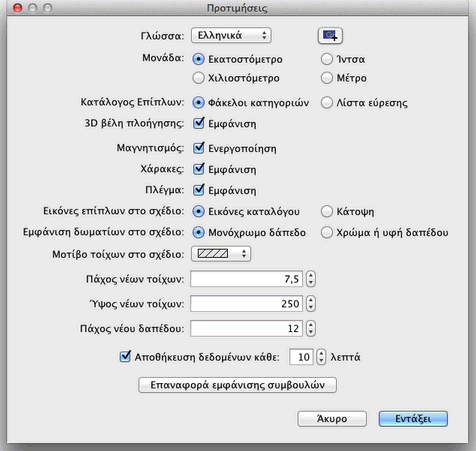 Προτιμήσεις
Γλώσσα: Ελληνικά
Μονάδα: Εκατοστόμετρο Ίντσα
Χιλιοστόμετρο Μέτρο
Κατάλογος Επίπλων: Φάκελοι κατηγοριών Λίστα εύρεσης
3D βέλη πλοήγησης: Εμφάνιση
Μαγνητισμός: Ενεργοποίηση
Χάρακες: Εμφάνιση
Πλέγμα: Εμφάνιση
Εικόνες επίπλων στο σχέδιο: Εικόνες καταλόγου Κάτοψη
Εμφάνιση δωματίων στο σχέδιο: Μονόχρωμο δάπεδο Χρώμα ή υφή δαπέδου
Μοτίβο τοίχων στο σχέδιο:
Πάχος νέων τοίχων: 7,5
Ύψος νέων τοίχων: 250
Πάχος νέου δαπέδου: 12
Αποθήκευση δεδομένων κάθε: 10 λεπτά
Επαναφορά εμφάνισης συμβουλών
Άκυρο Εντάξει